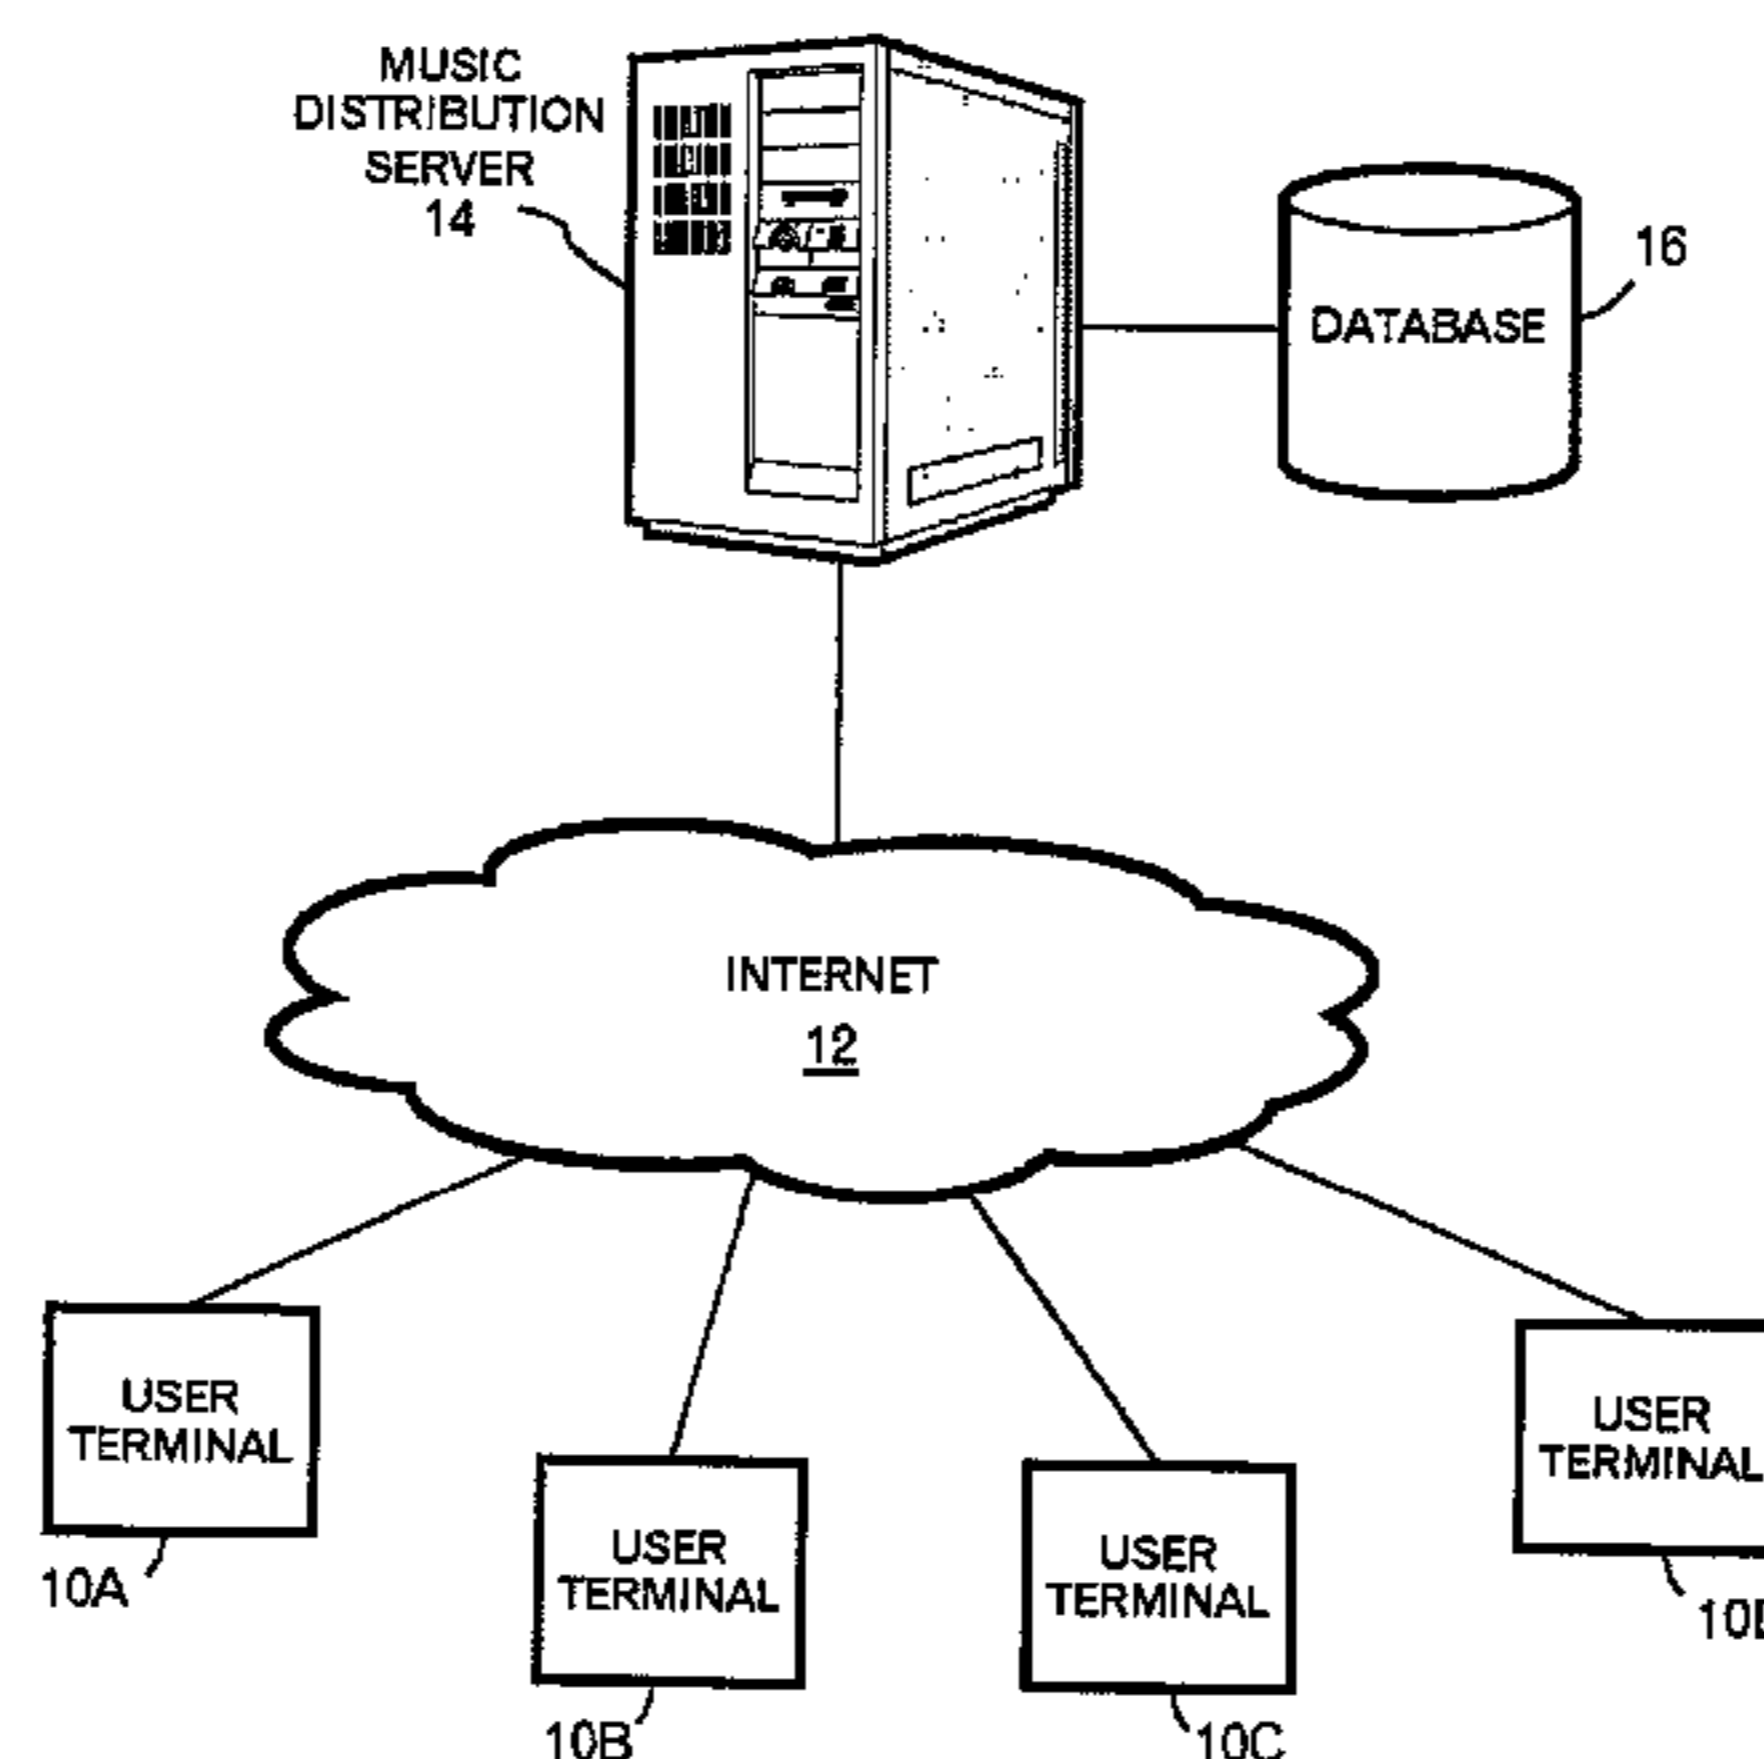 MUSIC
DISTRIBUTION
SERVER
14
16
DATABASE
INTERNET
12
USER
TERMINAL
10A
USER
TERMINAL
10B
USER
TERMINAL
10C
USER
TERMINAL